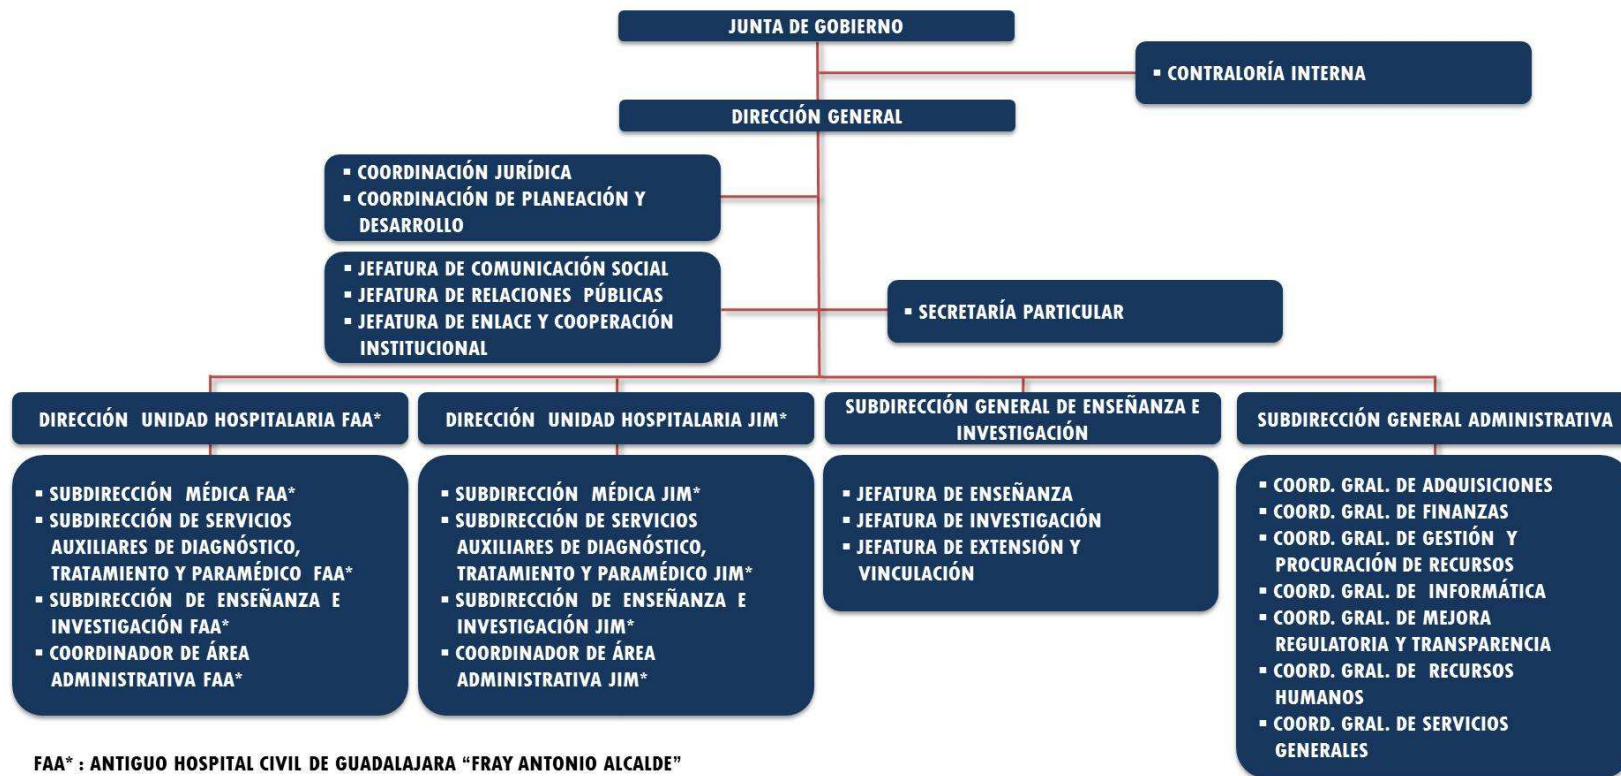 JUNTA DE GOBIERNO
▪ CONTRALORÍA INTERNA
DIRECCIÓN GENERAL
▪ COORDINACIÓN JURÍDICA
▪ COORDINACIÓN DE PLANEACIÓN Y
DESARROLLO
▪ JEFATURA DE COMUNICACIÓN SOCIAL
▪ JEFATURA DE RELACIONES PÚBLICAS
▪ JEFATURA DE ENLACE Y COOPERACIÓN
INSTITUCIONAL
▪ SECRETARÍA PARTICULAR
DIRECCIÓN UNIDAD HOSPITALARIA FAA*
▪ SUBDIRECCIÓN MÉDICA FAA*
▪ SUBDIRECCIÓN DE SERVICIOS
AUXILIARES DE DIAGNÓSTICO,
TRATAMIENTO Y PARAMÉDICO FAA*
▪ SUBDIRECCIÓN DE ENSEÑANZA E
INVESTIGACIÓN FAA*
▪ COORDINADOR DE ÁREA
ADMINISTRATIVA FAA*
DIRECCIÓN UNIDAD HOSPITALARIA JIM*
▪ SUBDIRECCIÓN MÉDICA JIM*
▪ SUBDIRECCIÓN DE SERVICIOS
AUXILIARES DE DIAGNÓSTICO,
TRATAMIENTO Y PARAMÉDICO JIM*
▪ SUBDIRECCIÓN DE ENSEÑANZA E
INVESTIGACIÓN JIM*
▪ COORDINADOR DE ÁREA
ADMINISTRATIVA JIM*
SUBDIRECCIÓN GENERAL DE ENSEÑANZA E
INVESTIGACIÓN
▪ JEFATURA DE ENSEÑANZA
▪ JEFATURA DE INVESTIGACIÓN
▪ JEFATURA DE EXTENSIÓN Y
VINCULACIÓN
SUBDIRECCIÓN GENERAL ADMINISTRATIVA
▪ COORD. GRAL. DE ADQUISICIONES
▪ COORD. GRAL. DE FINANZAS
▪ COORD. GRAL. DE GESTIÓN Y
PROCURACIÓN DE RECURSOS
▪ COORD. GRAL. DE INFORMÁTICA
▪ COORD. GRAL. DE MEJORA
REGULATORIA Y TRANSPARENCIA
▪ COORD. GRAL. DE RECURSOS
HUMANOS
▪ COORD. GRAL. DE SERVICIOS
GENERALES
FAA* : ANTIGUO HOSPITAL CIVIL DE GUADALAJARA “FRAY ANTONIO ALCALDE”